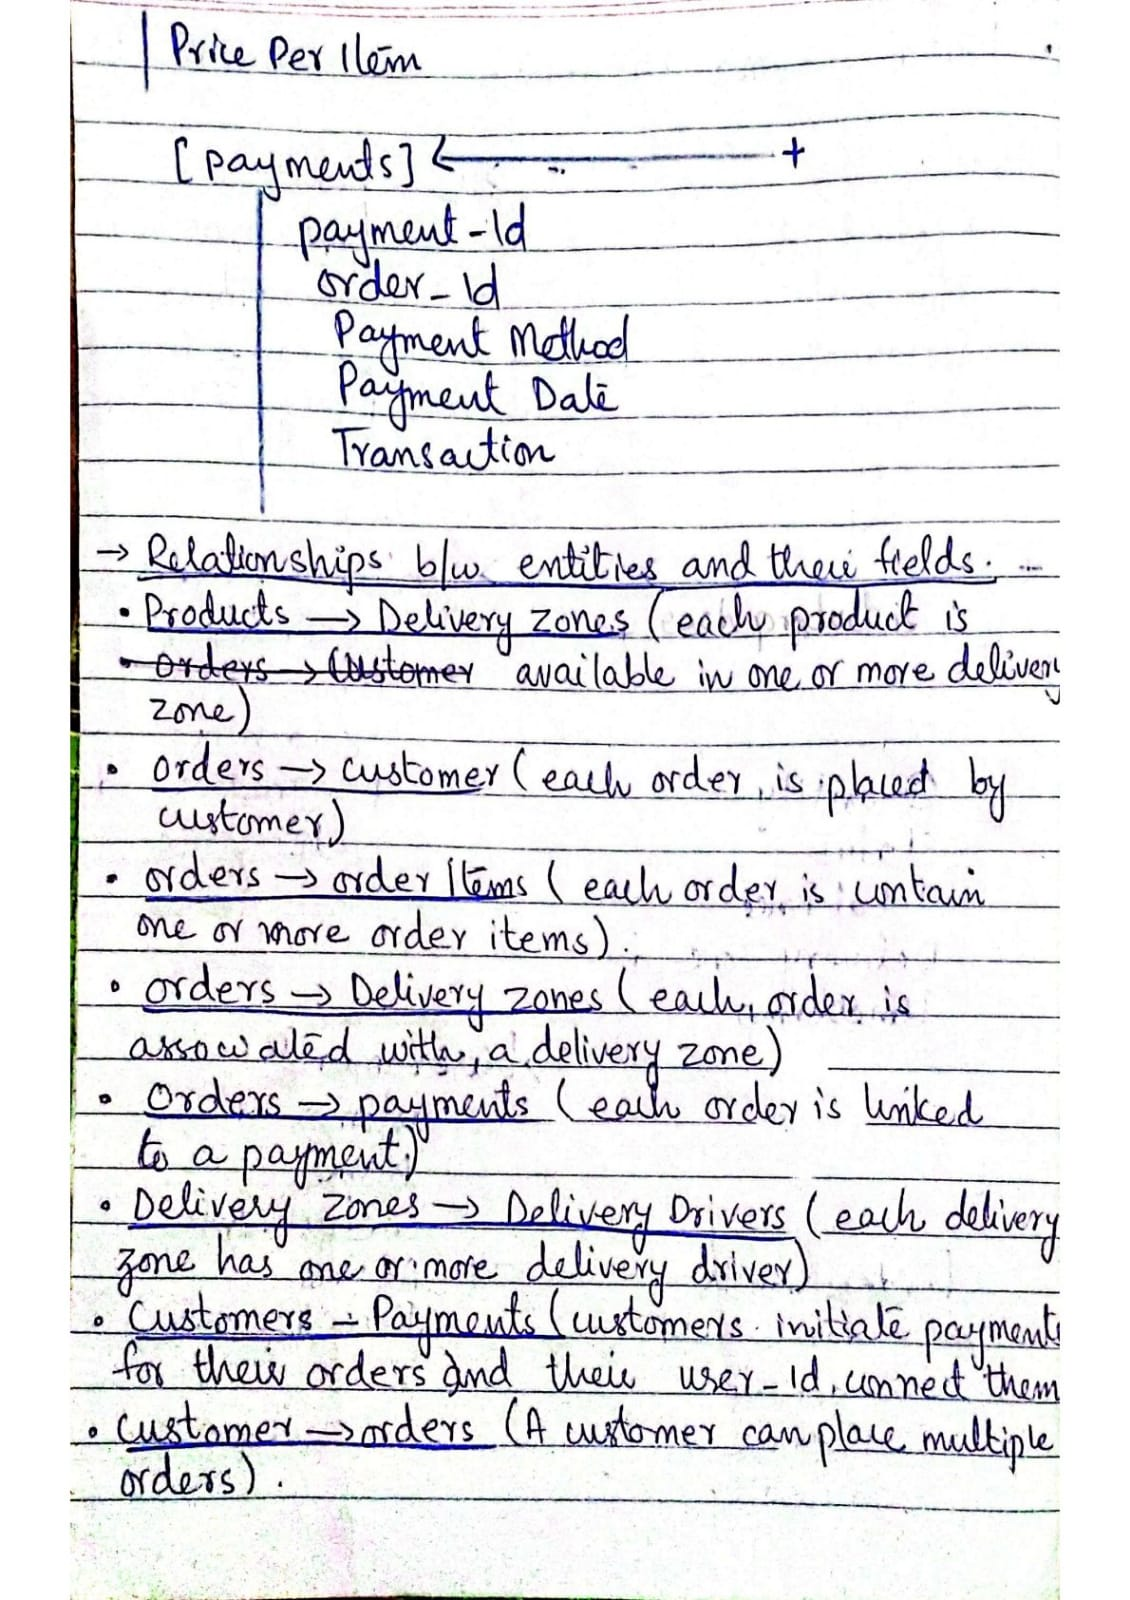 Price Per Item
[payments] ← +
payment-Id
order_Id
Payment Method
Payment Date
Transaction
→ Relationships b/w entities and their fields.
• Products → Delivery zones (each product is
• orders → Customer available in one or more delivery
zone)
• orders → customer (each order is placed by
customer)
• orders → order Items (each order is contain
one or more order items).
• orders → Delivery zones (each order is
associated with a delivery zone)
• Orders → payments (each order is linked
to a payment)
• Delivery zones → Delivery Drivers (each delivery
zone has one or more delivery driver)
• Customers - Payments (customers initiate payments
for their orders and their user-id connect them
• Customer → orders (A customer can place multiple
orders).